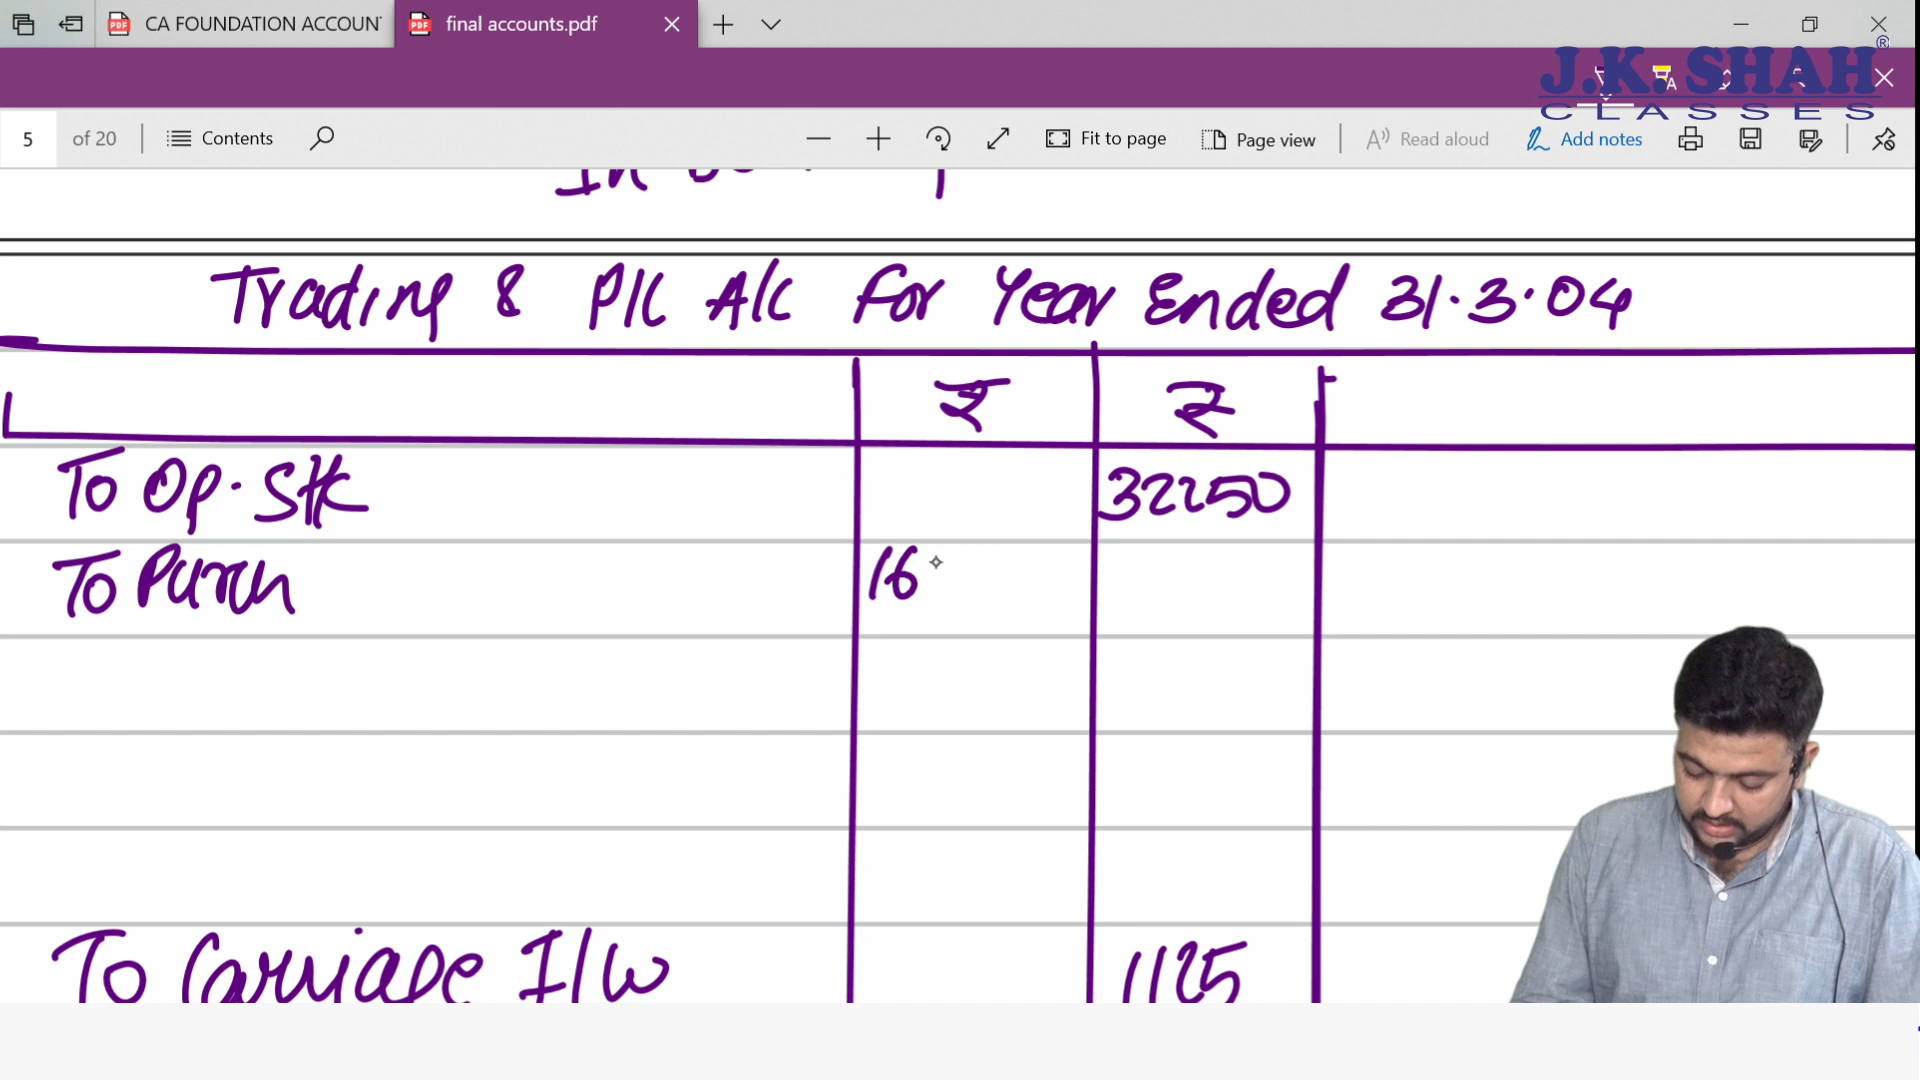 CA FOUNDATION ACCOUN
final accounts.pdf
J.K. SHAH®
CLASSES
5 of 20
Contents
Fit to page
Page view
Read aloud
Add notes
Trading & P/L A/c For Year Ended 31.3.04
₹ ₹
To Op. Stk 32250
To Purch 16
To Carriage I/W 1125